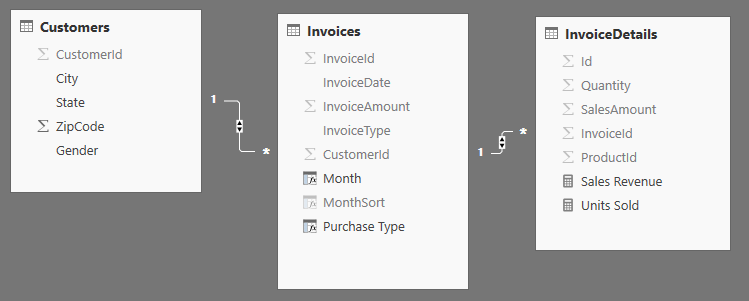 Customers
CustomerId
City
State
ZipCode
Gender
1
*
Invoices
InvoiceId
InvoiceDate
InvoiceAmount
InvoiceType
CustomerId
Month
MonthSort
Purchase Type
1
*
InvoiceDetails
Id
Quantity
SalesAmount
InvoiceId
ProductId
Sales Revenue
Units Sold